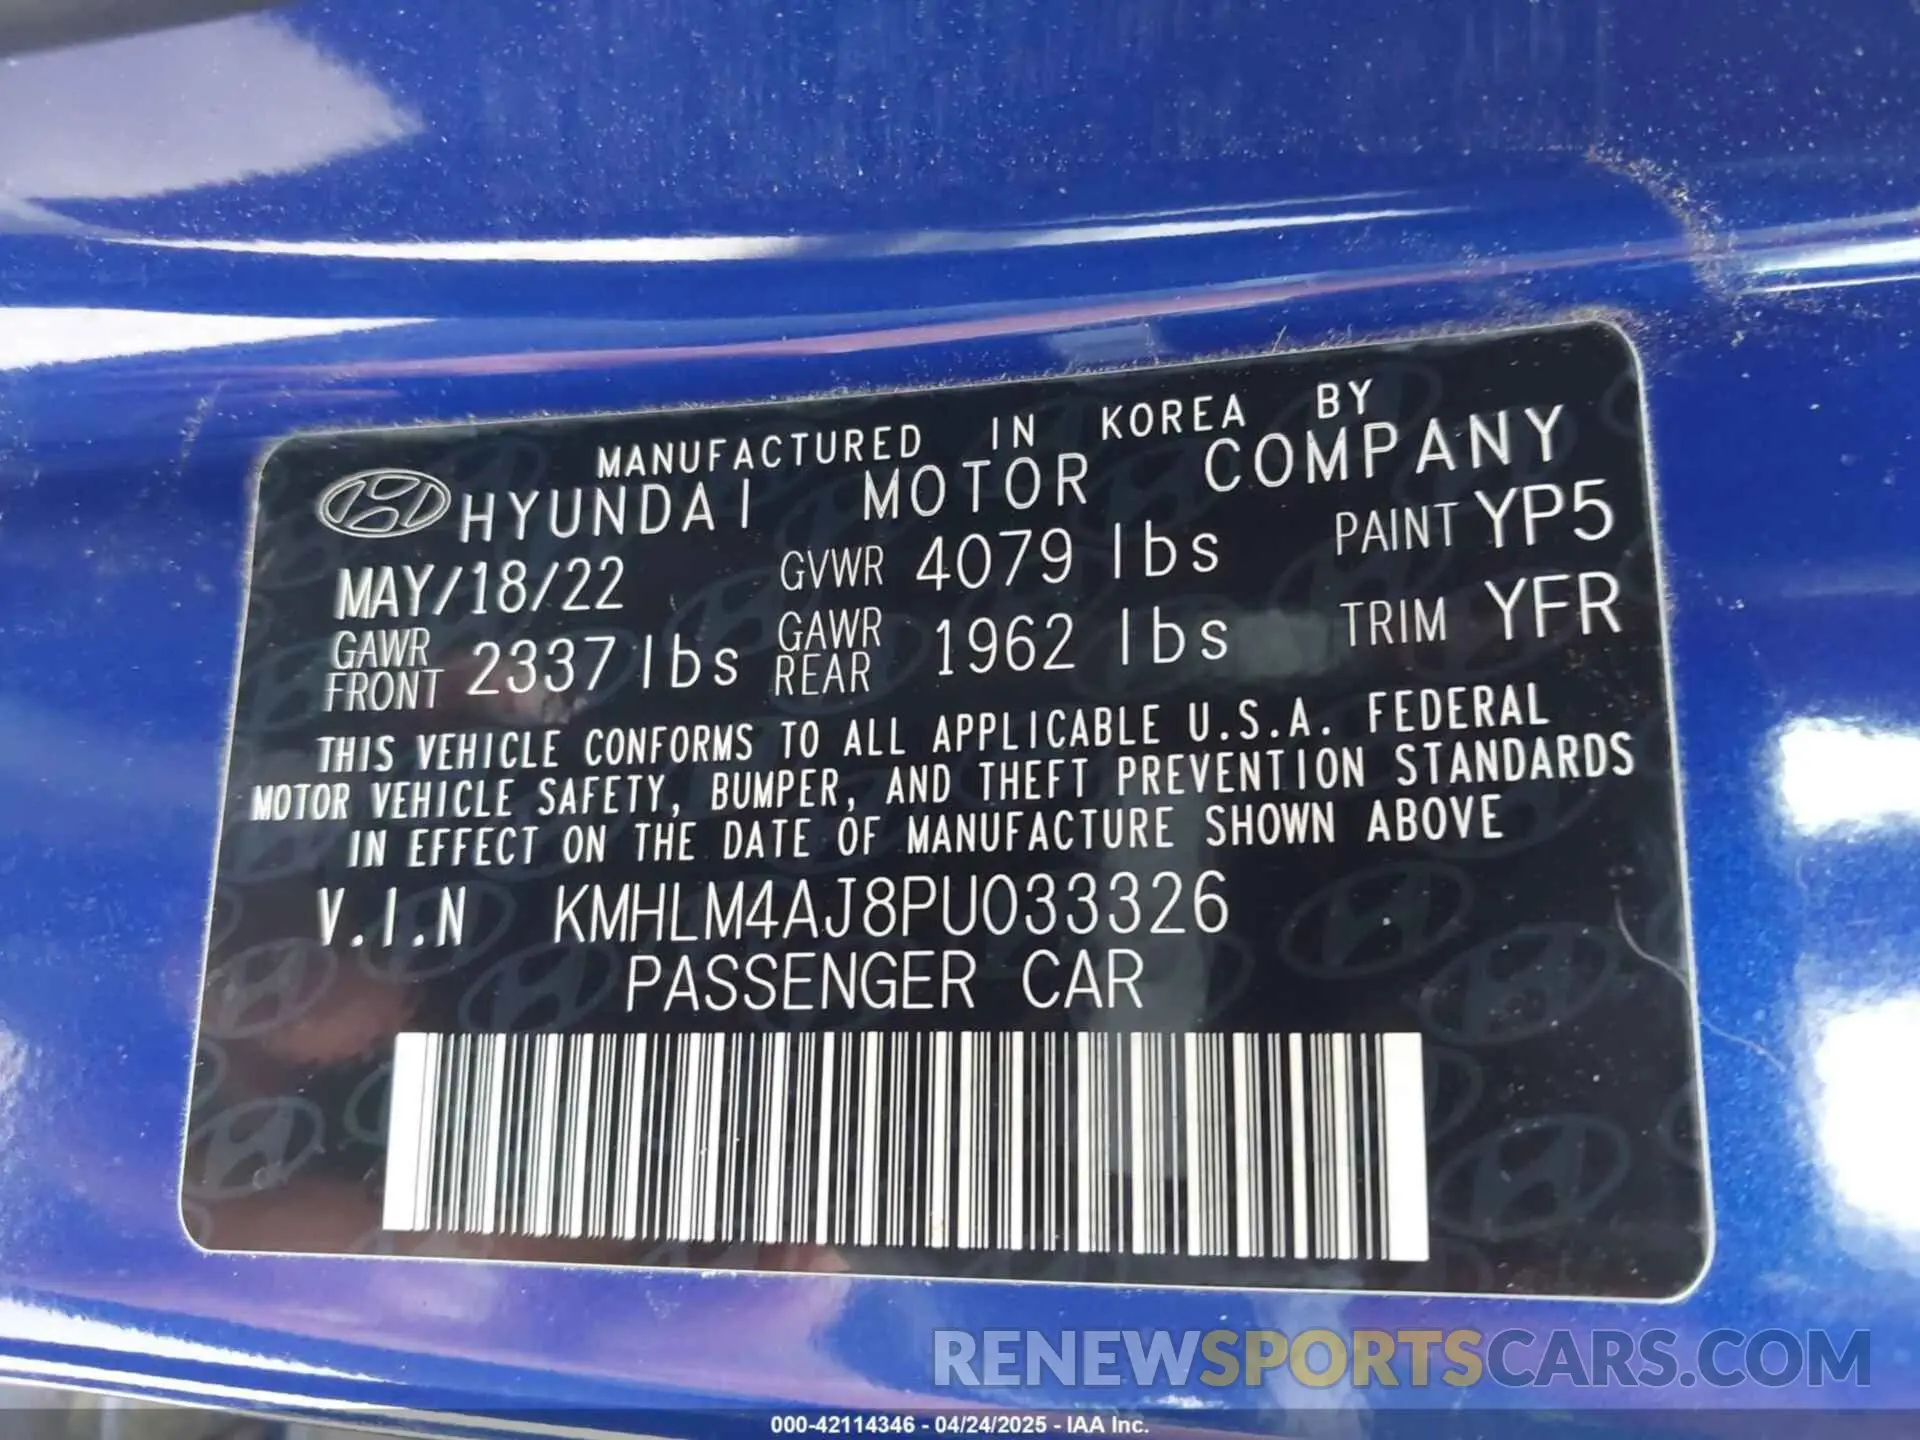 MANUFACTURED IN KOREA BY
HYUNDAI MOTOR COMPANY
MAY/18/22 GVWR 4079 lbs PAINT YP5
GAWR FRONT 2337 lbs GAWR REAR 1962 lbs TRIM YFR
THIS VEHICLE CONFORMS TO ALL APPLICABLE U.S.A. FEDERAL
MOTOR VEHICLE SAFETY, BUMPER, AND THEFT PREVENTION STANDARDS
IN EFFECT ON THE DATE OF MANUFACTURE SHOWN ABOVE
V.I.N KMHLM4AJ8PU033326
PASSENGER CAR
RENEWSPORTSCARS.COM
000-42114346 - 04/24/2025 - IAA Inc.